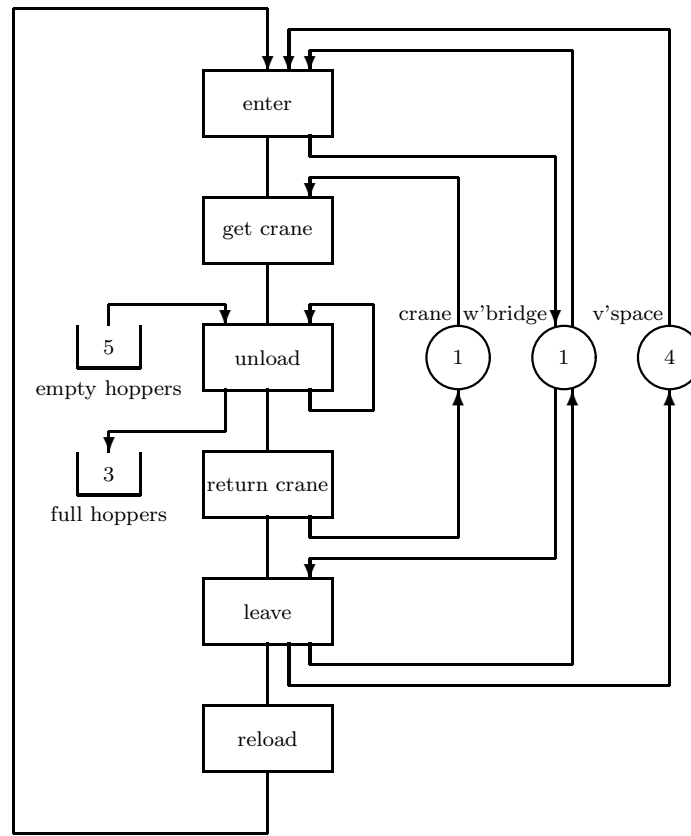 enter
get crane
crane
w'bridge
v'space
5
unload
1
1
4
empty hoppers
3
return crane
full hoppers
leave
reload